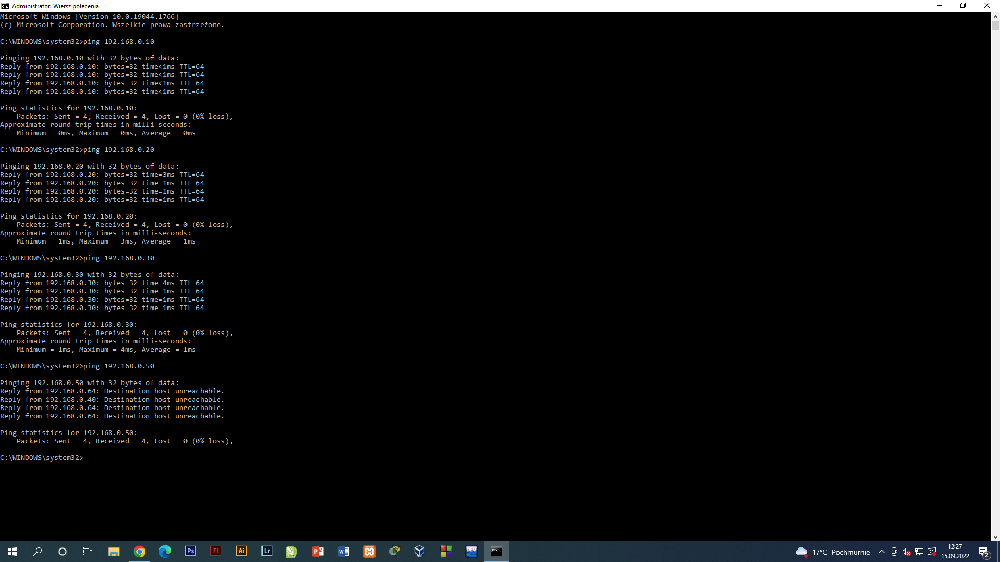 Administrator: Wiersz polecenia
Microsoft Windows [Version 10.0.19044.1766]
(c) Microsoft Corporation. Wszelkie prawa zastrzeżone.
C:\WINDOWS\system32>ping 192.168.0.10
Pinging 192.168.0.10 with 32 bytes of data:
Reply from 192.168.0.10: bytes=32 time<1ms TTL=64
Reply from 192.168.0.10: bytes=32 time<1ms TTL=64
Reply from 192.168.0.10: bytes=32 time<1ms TTL=64
Reply from 192.168.0.10: bytes=32 time<1ms TTL=64
Ping statistics for 192.168.0.10:
    Packets: Sent = 4, Received = 4, Lost = 0 (0% loss),
Approximate round trip times in milli-seconds:
    Minimum = 0ms, Maximum = 0ms, Average = 0ms
C:\WINDOWS\system32>ping 192.168.0.20
Pinging 192.168.0.20 with 32 bytes of data:
Reply from 192.168.0.20: bytes=32 time=3ms TTL=64
Reply from 192.168.0.20: bytes=32 time=1ms TTL=64
Reply from 192.168.0.20: bytes=32 time=1ms TTL=64
Reply from 192.168.0.20: bytes=32 time=1ms TTL=64
Ping statistics for 192.168.0.20:
    Packets: Sent = 4, Received = 4, Lost = 0 (0% loss),
Approximate round trip times in milli-seconds:
    Minimum = 1ms, Maximum = 3ms, Average = 1ms
C:\WINDOWS\system32>ping 192.168.0.30
Pinging 192.168.0.30 with 32 bytes of data:
Reply from 192.168.0.30: bytes=32 time=4ms TTL=64
Reply from 192.168.0.30: bytes=32 time=1ms TTL=64
Reply from 192.168.0.30: bytes=32 time=1ms TTL=64
Reply from 192.168.0.30: bytes=32 time=1ms TTL=64
Ping statistics for 192.168.0.30:
    Packets: Sent = 4, Received = 4, Lost = 0 (0% loss),
Approximate round trip times in milli-seconds:
    Minimum = 1ms, Maximum = 4ms, Average = 1ms
C:\WINDOWS\system32>ping 192.168.0.50
Pinging 192.168.0.50 with 32 bytes of data:
Reply from 192.168.0.64: Destination host unreachable.
Reply from 192.168.0.40: Destination host unreachable.
Reply from 192.168.0.64: Destination host unreachable.
Reply from 192.168.0.64: Destination host unreachable.
Ping statistics for 192.168.0.50:
    Packets: Sent = 4, Received = 4, Lost = 0 (0% loss),
C:\WINDOWS\system32>
Ps Fl Ai Lr DEV 17°C Pochmurnie 12:27
15.09.2022 2